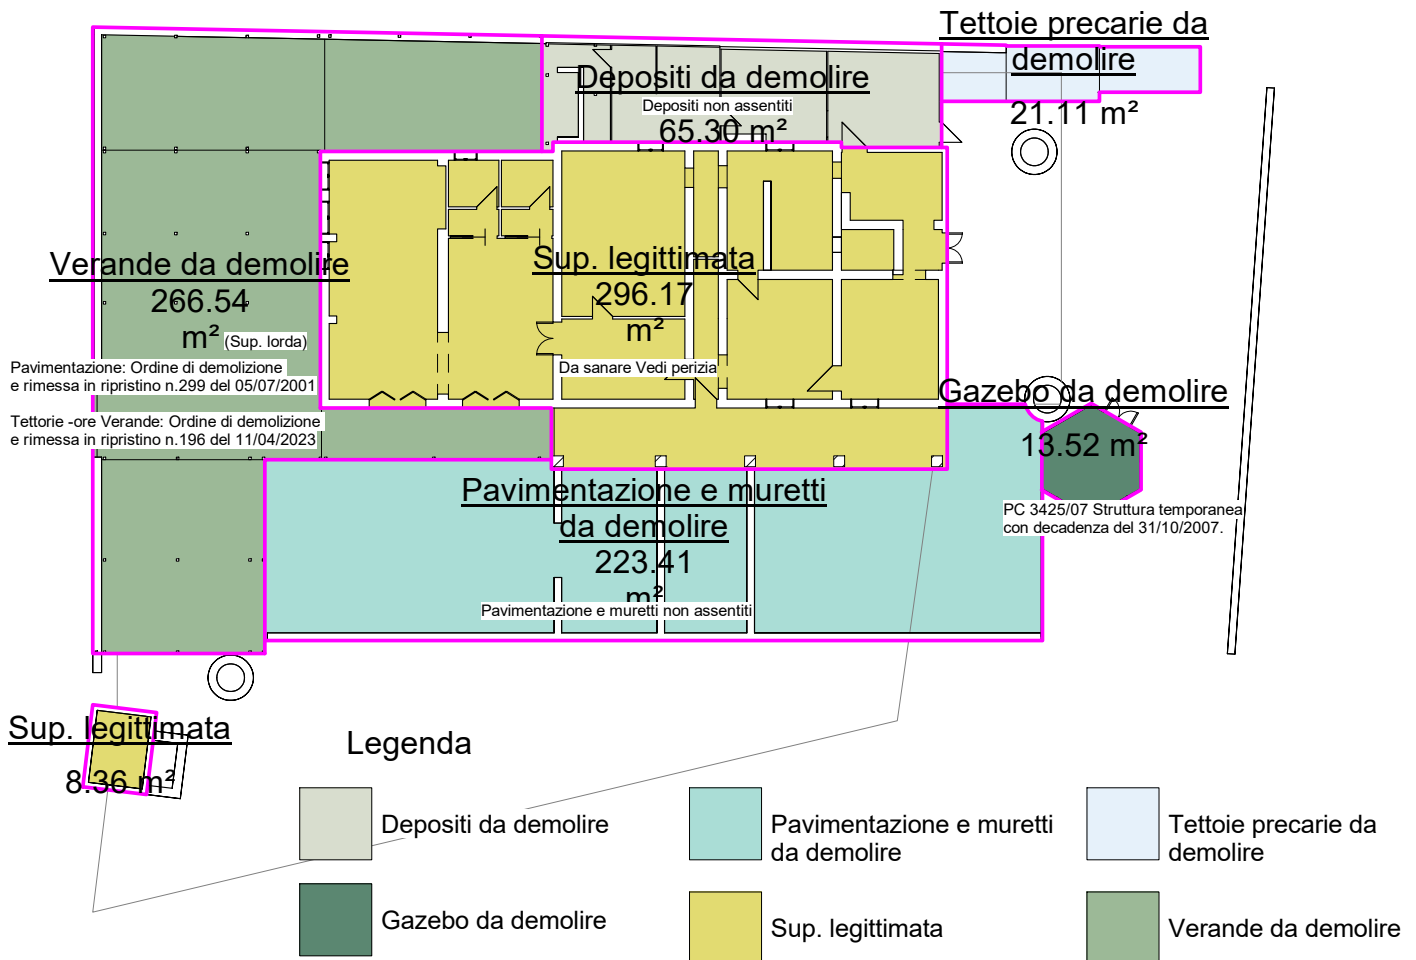 Tettoie precarie da
demolire
21.11 m²
Depositi da demolire
Depositi non assentiti
65.30 m²
Verande da demolire
266.54
m² (Sup. lorda)
Pavimentazione: Ordine di demolizione
e rimessa in ripristino n.299 del 05/07/2001
Tettorie -ore Verande: Ordine di demolizione
e rimessa in ripristino n.196 del 11/04/2023
Sup. legittimata
296.17
m²
Da sanare Vedi perizia
Gazebo da demolire
13.52 m²
PC 3425/07 Struttura temporanea
con decadenza del 31/10/2007.
Pavimentazione e muretti
da demolire
223.41
m²
Pavimentazione e muretti non assentiti
Sup. legittimata
8.36 m²
Legenda
Depositi da demolire
Gazebo da demolire
Pavimentazione e muretti
da demolire
Sup. legittimata
Tettoie precarie da
demolire
Verande da demolire